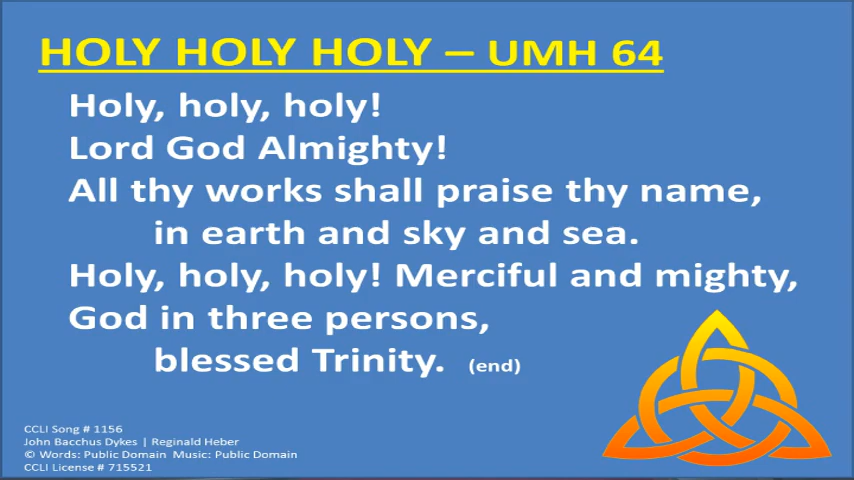 HOLY HOLY HOLY – UMH 64
Holy, holy, holy!
Lord God Almighty!
All thy works shall praise thy name,
in earth and sky and sea.
Holy, holy, holy! Merciful and mighty,
God in three persons,
blessed Trinity. (end)
CCLI Song # 1156
John Bacchus Dykes | Reginald Heber
© Words: Public Domain Music: Public Domain
CCLI License # 715521